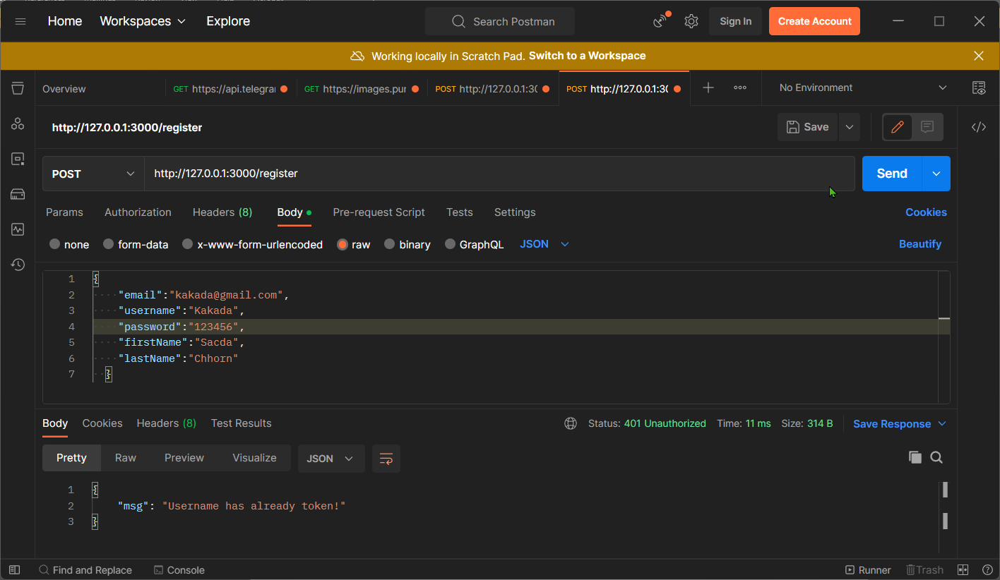 Home Workspaces Explore Search Postman Sign In Create Account
Working locally in Scratch Pad. Switch to a Workspace
Overview GET https://api.telegra GET https://images.pur POST http://127.0.0.1:30 POST http://127.0.0.1:30 No Environment
http://127.0.0.1:3000/register Save
POST http://127.0.0.1:3000/register Send
Params Authorization Headers (8) Body Pre-request Script Tests Settings Cookies
none form-data x-www-form-urlencoded raw binary GraphQL JSON Beautify
1 {
2 "email":"kakada@gmail.com",
3 "username":"Kakada",
4 "password":"123456",
5 "firstName":"Sacda",
6 "lastName":"Chhorn"
7 }
Body Cookies Headers (8) Test Results Status: 401 Unauthorized Time: 11 ms Size: 314 B Save Response
Pretty Raw Preview Visualize JSON
1 {
2 "msg": "Username has already token!"
3 }
Find and Replace Console Runner Trash